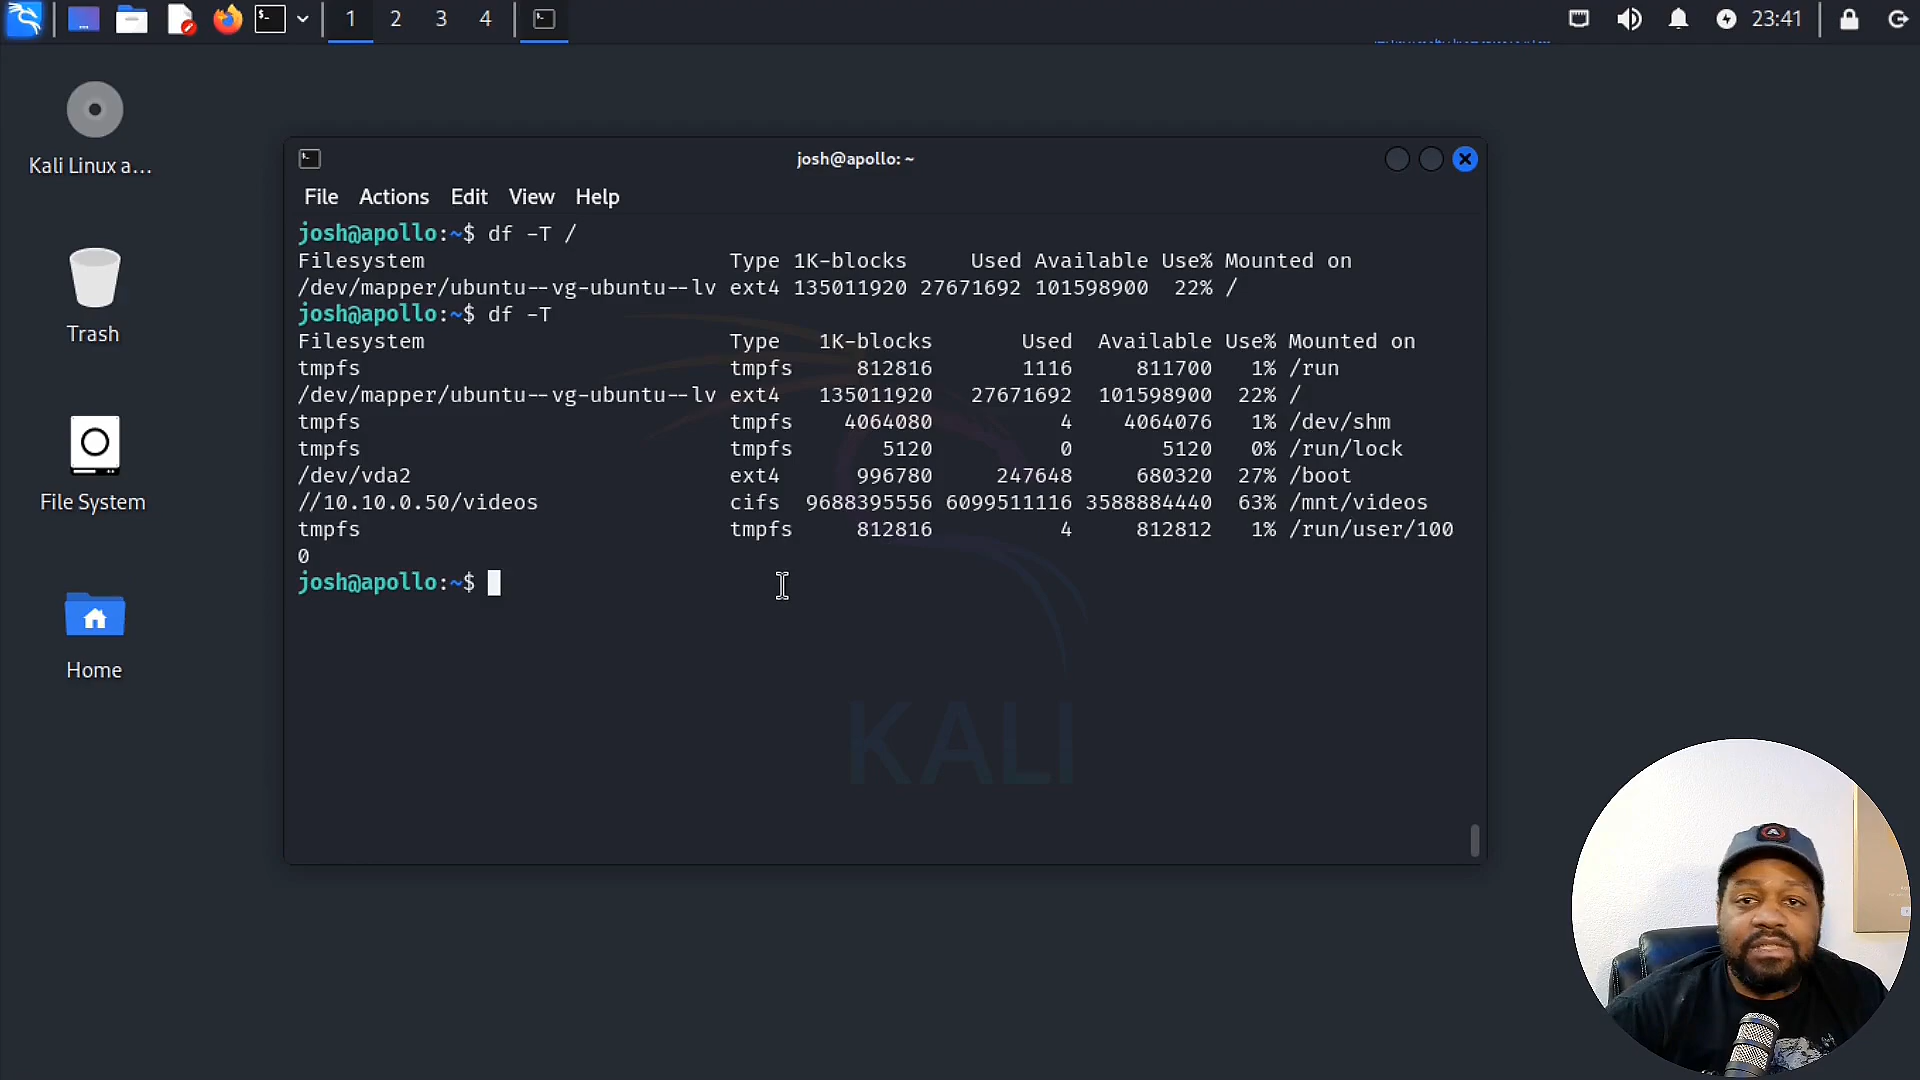 1 2 3 4 23:41
Kali Linux a...
Trash
File System
Home
josh@apollo: ~
File Actions Edit View Help
josh@apollo:~$ df -T /
Filesystem Type 1K-blocks Used Available Use% Mounted on
/dev/mapper/ubuntu--vg-ubuntu--lv ext4 135011920 27671692 101598900 22% /
josh@apollo:~$ df -T
Filesystem Type 1K-blocks Used Available Use% Mounted on
tmpfs tmpfs 812816 1116 811700 1% /run
/dev/mapper/ubuntu--vg-ubuntu--lv ext4 135011920 27671692 101598900 22% /
tmpfs tmpfs 4064080 4 4064076 1% /dev/shm
tmpfs tmpfs 5120 0 5120 0% /run/lock
/dev/vda2 ext4 996780 247648 680320 27% /boot
//10.10.0.50/videos cifs 9688395556 6099511116 3588884440 63% /mnt/videos
tmpfs tmpfs 812816 4 812812 1% /run/user/100
0
josh@apollo:~$
KALI